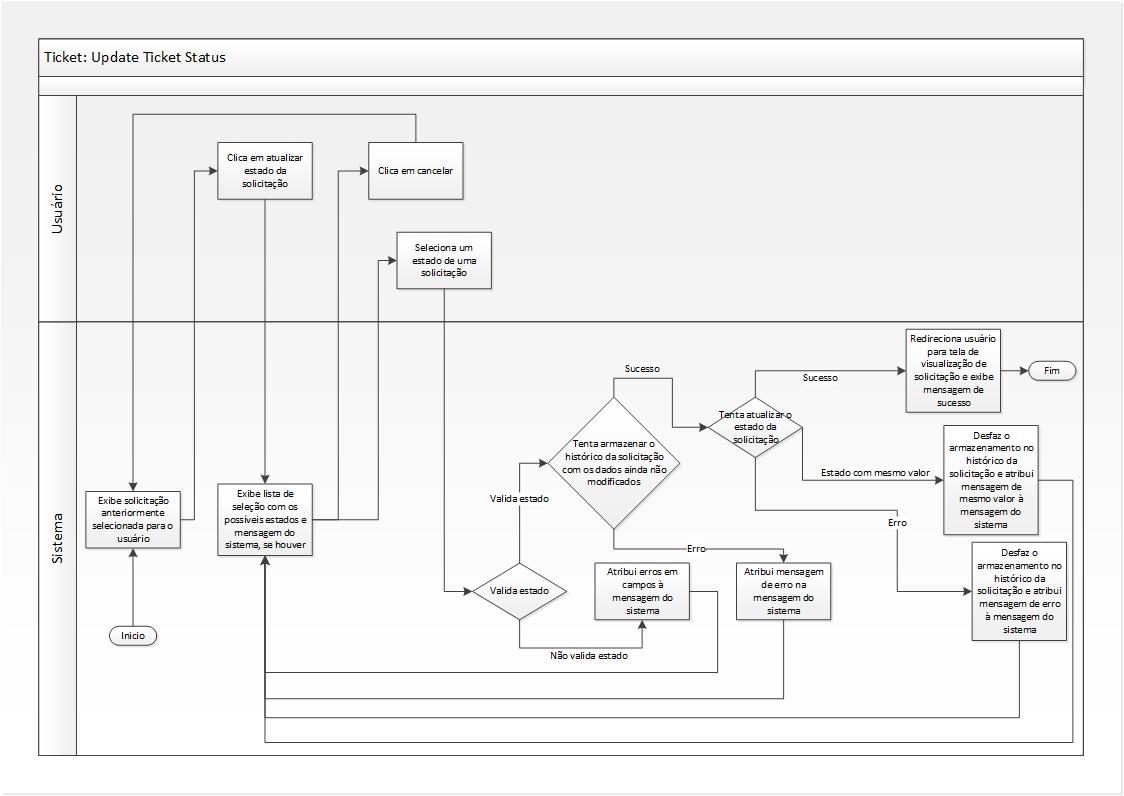 Ticket: Update Ticket Status
Usuário
Clica em atualizar
estado da
solicitação
Clica em cancelar
Seleciona um
estado de uma
solicitação
Sistema
Exibe solicitação
anteriormente
selecionada para o
usuário
Inicio
Exibe lista de
seleção com os
possíveis estados e
mensagem do
sistema, se houver
Valida estado
Valida estado
Não valida estado
Atribui erros em
campos à
mensagem do
sistema
Tenta armazenar o
histórico da solicitação
com os dados ainda não
modificados
Sucesso
Erro
Atribui mensagem
de erro na
mensagem do
sistema
Tenta atualizar o
estado da
solicitação
Sucesso
Redireciona usuário
para tela de
visualização de
solicitação e exibe
mensagem de
sucesso
Fim
Estado com mesmo valor
Desfaz o
armazenamento no
histórico da
solicitação e atribui
mensagem de
mesmo valor à
mensagem do
sistema
Erro
Desfaz o
armazenamento no
histórico da
solicitação e atribui
mensagem de erro
à mensagem do
sistema